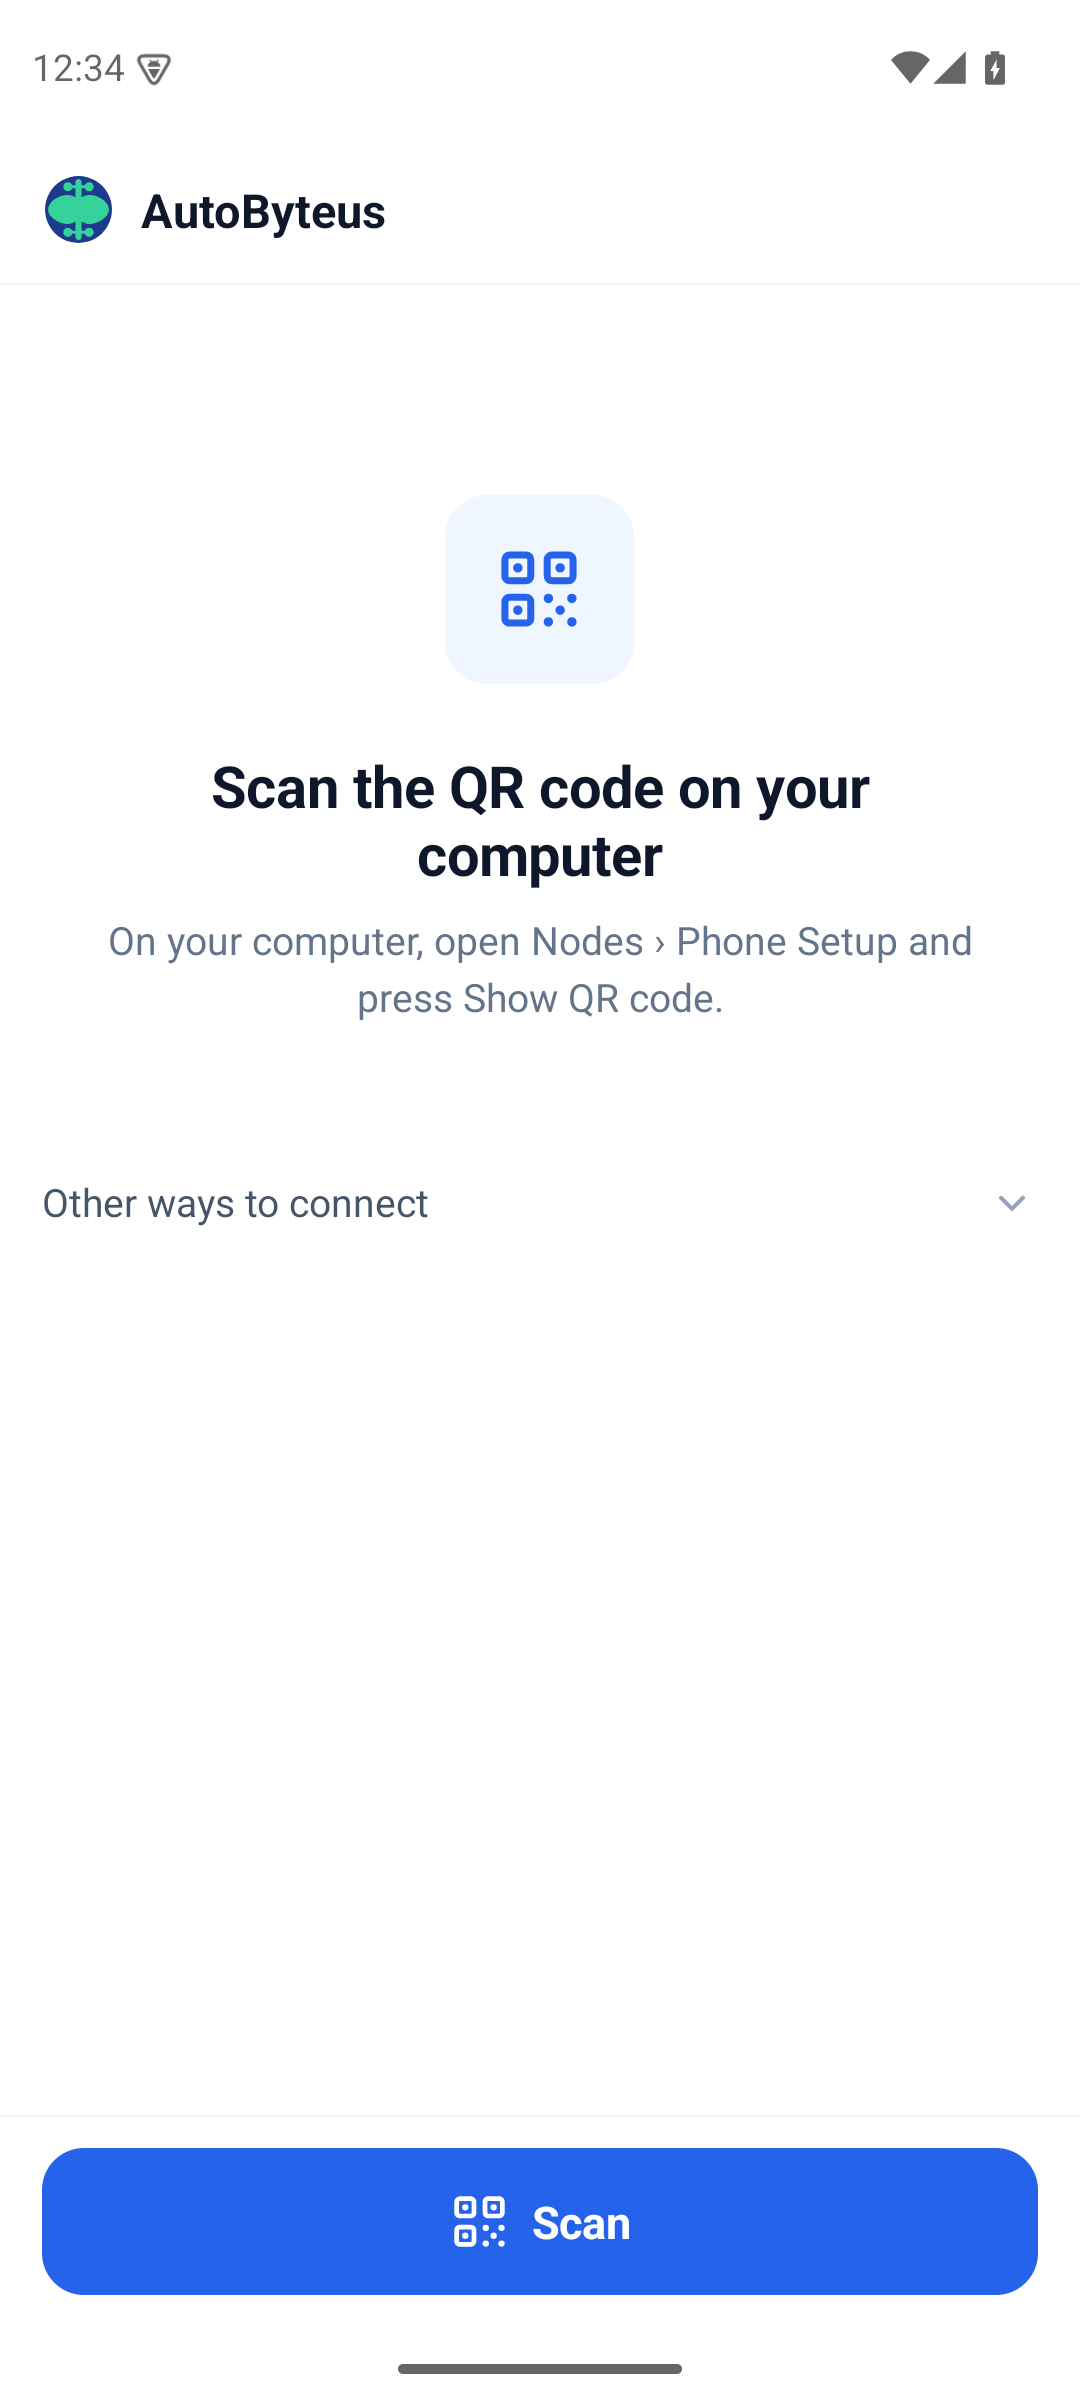 12:34
AutoByteus
Scan the QR code on your
computer
On your computer, open Nodes › Phone Setup and
press Show QR code.
Other ways to connect
Scan